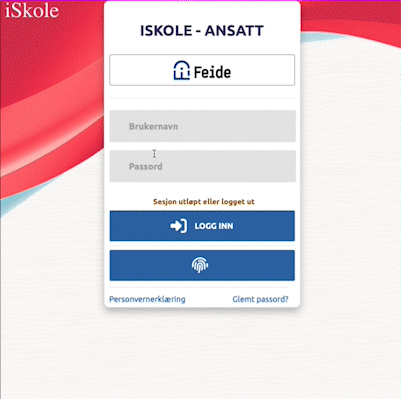 iSkole
ISKOLE - ANSATT
Feide
Brukernavn
Passord
Sesjon utløpt eller logget ut
LOGG INN
Personvernerklæring
Glemt passord?